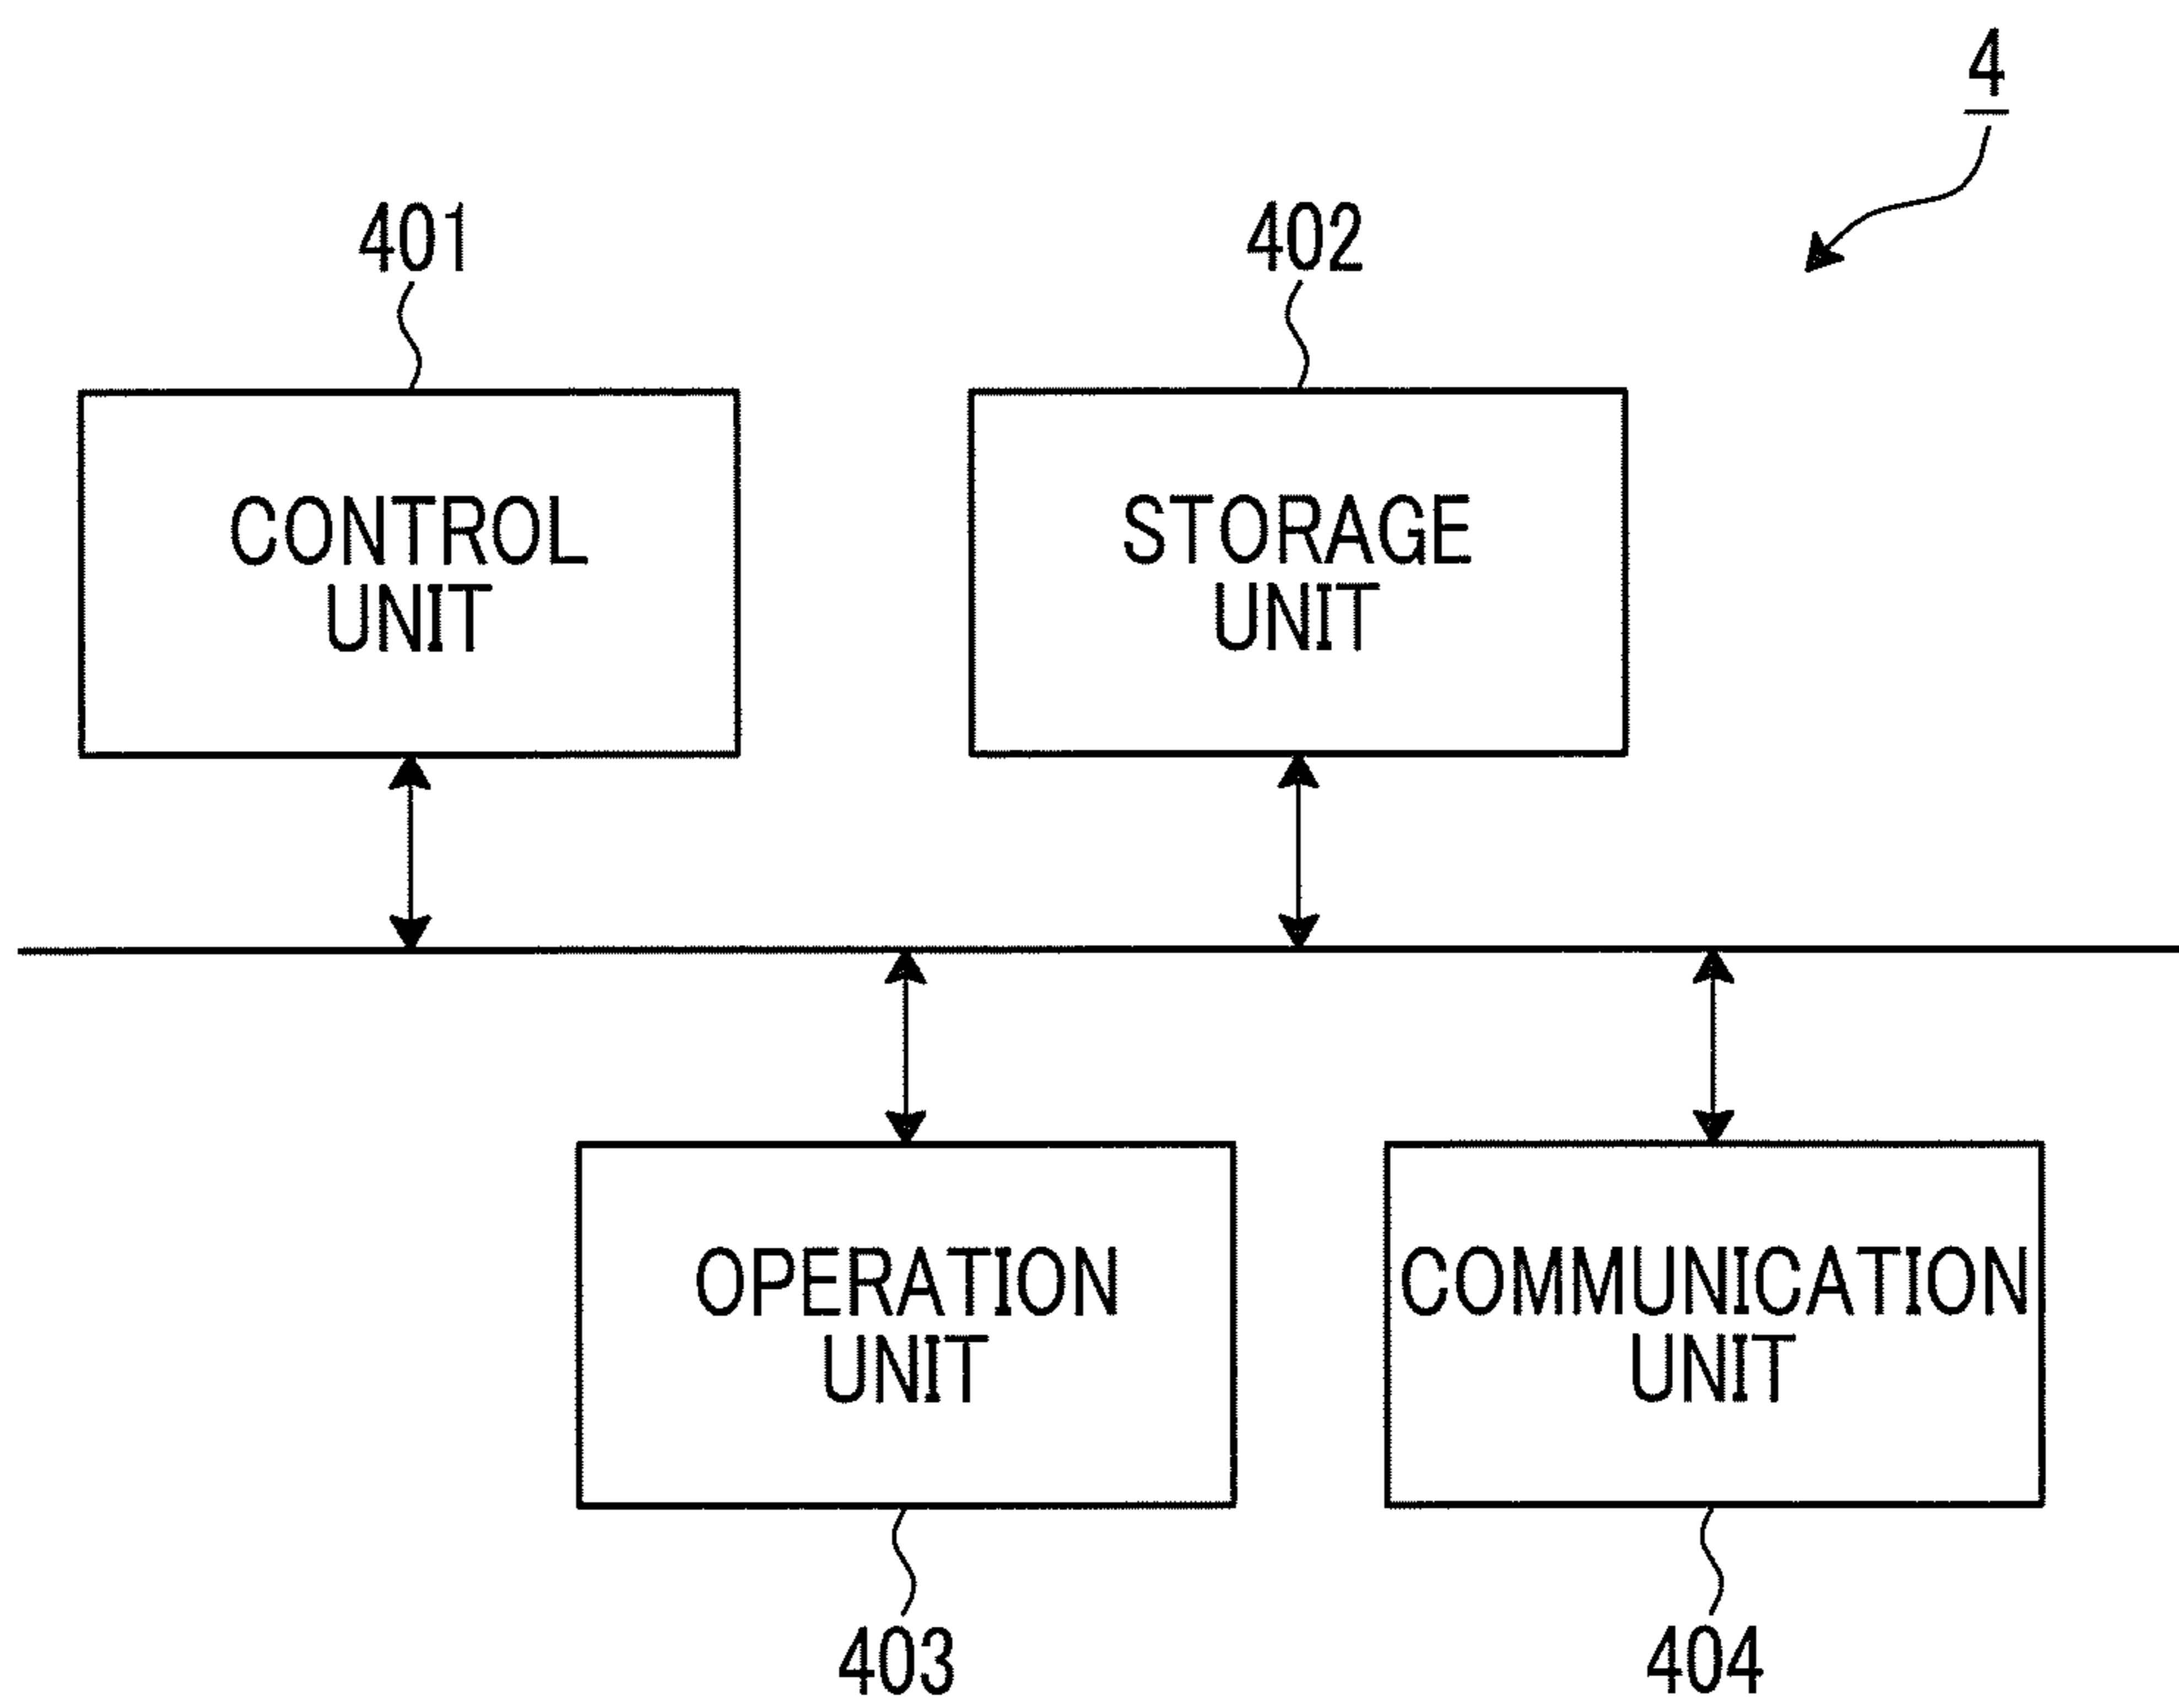 4
401
402
CONTROL
UNIT
STORAGE
UNIT
OPERATION
UNIT
COMMUNICATION
UNIT
403
404